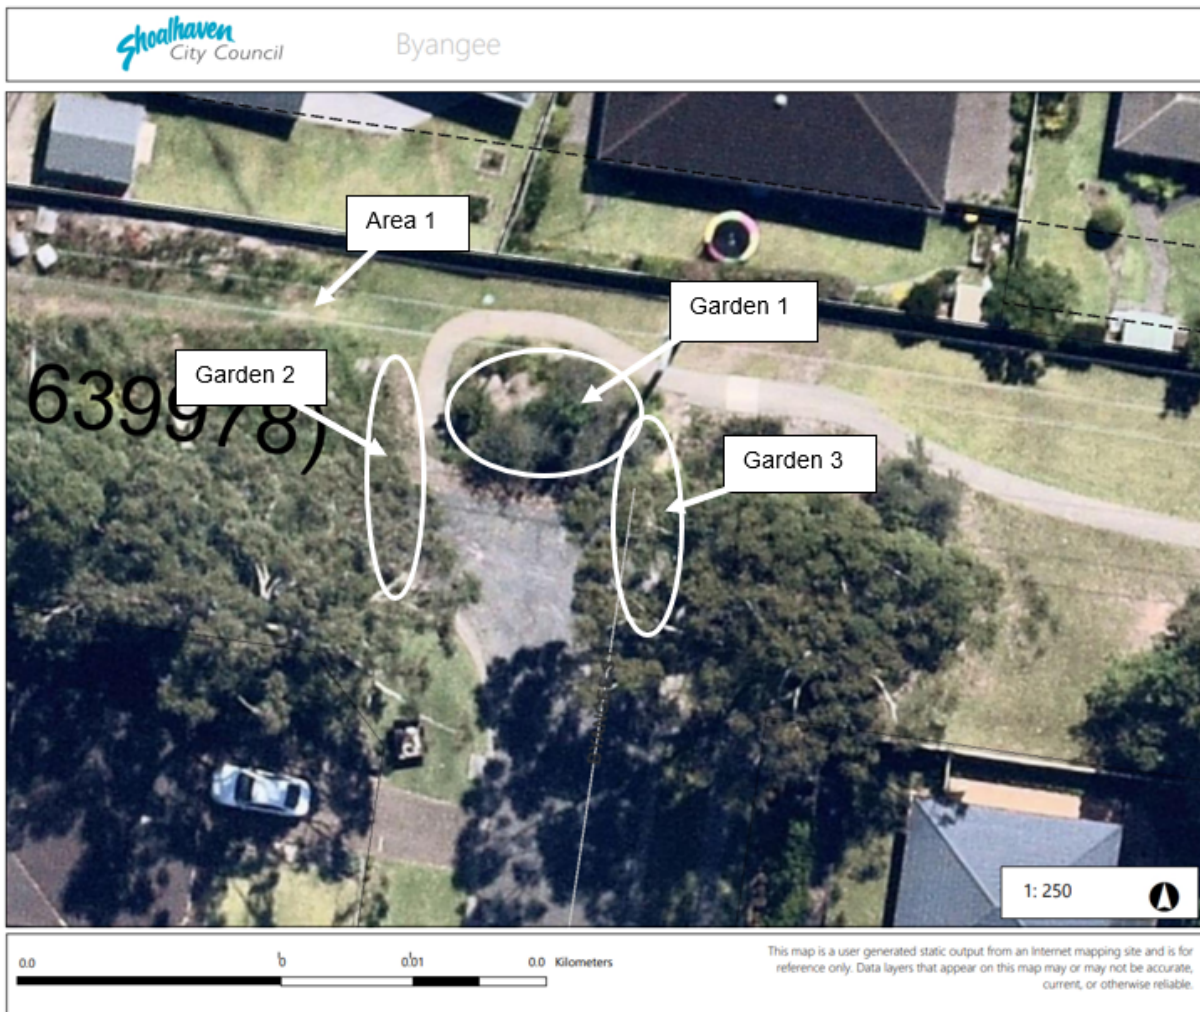 Shoalhaven
City Council
Byangee
Area 1
Garden 1
Garden 2
639978)
Garden 3
1: 250
0.0
0
0.01
0.0
Kilometers
This map is a user generated static output from an Internet mapping site and is for
reference only. Data layers that appear on this map may or may not be accurate,
current, or otherwise reliable.